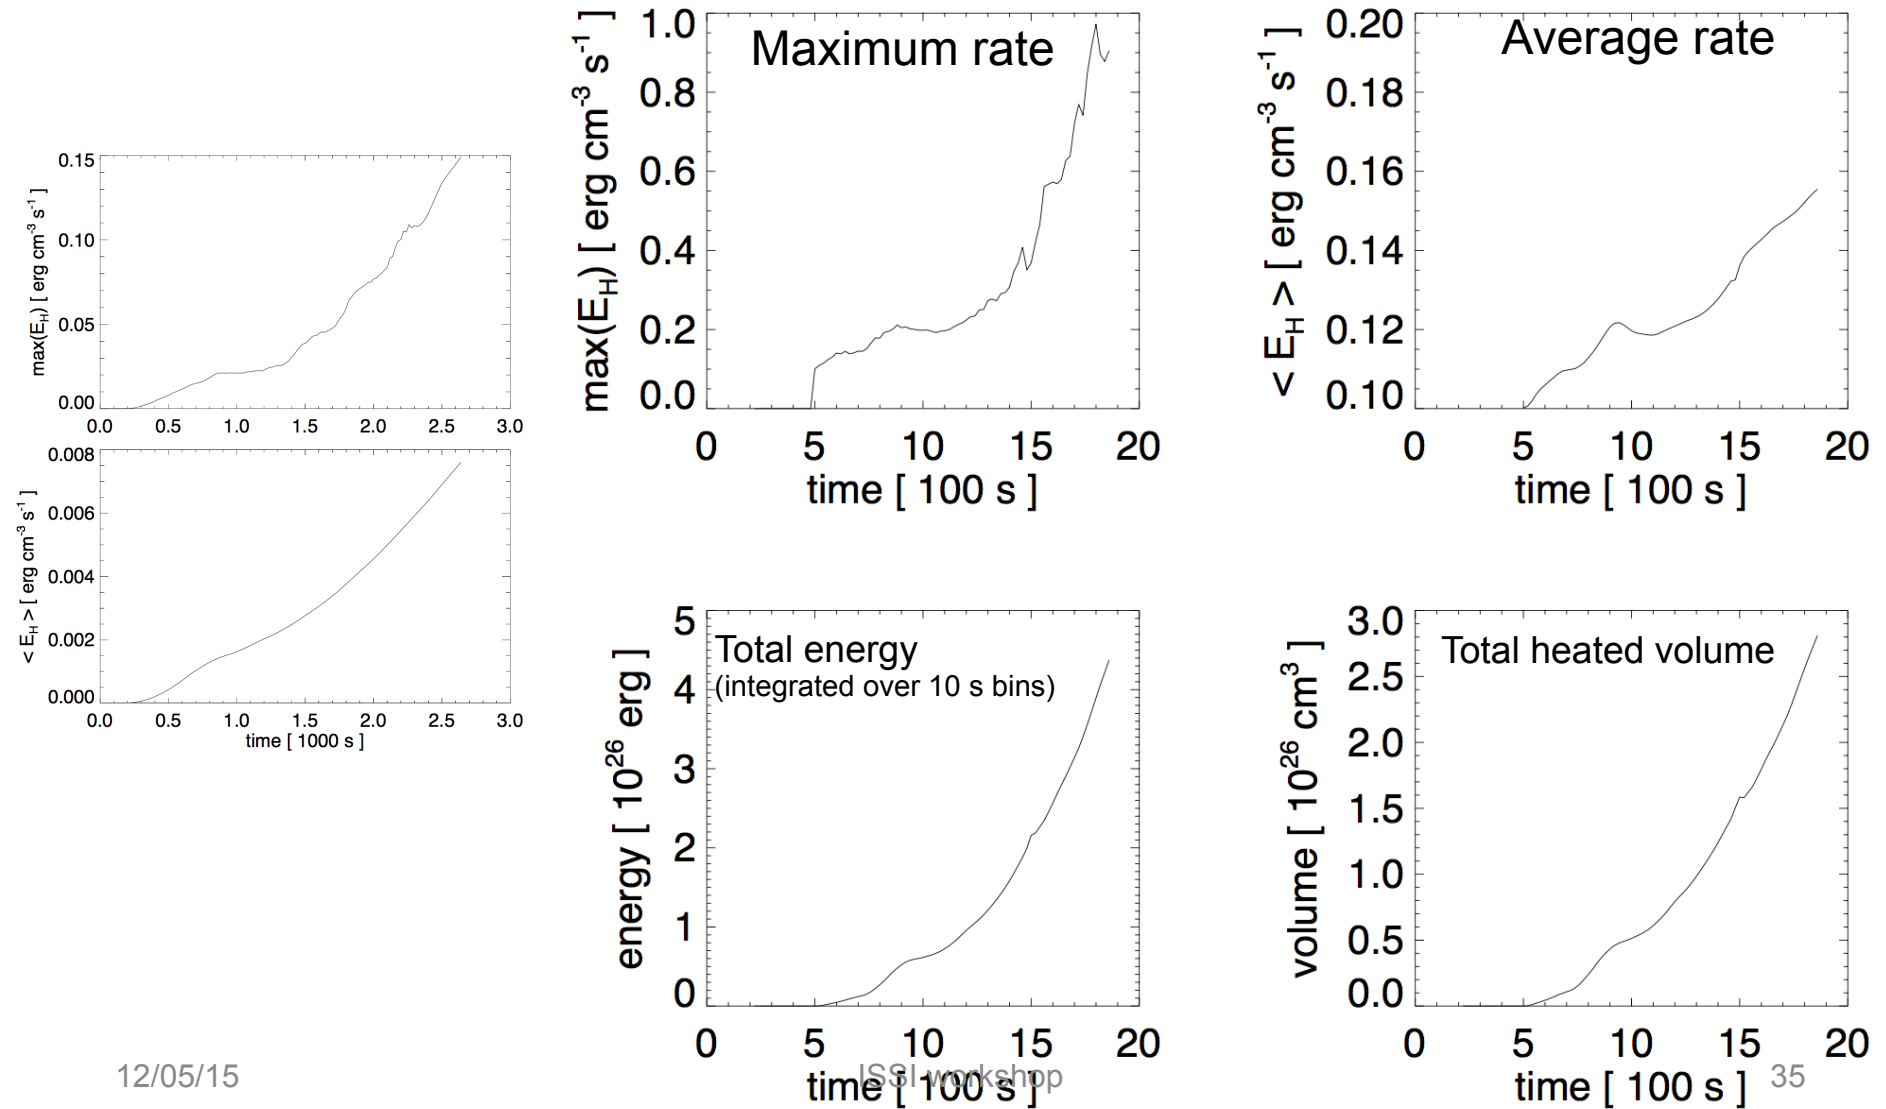 0.15
0.10
0.05
0.00
max(E_H) [ erg cm⁻³ s⁻¹ ]
0.0 0.5 1.0 1.5 2.0 2.5 3.0
0.008
0.006
0.004
0.002
0.000
< E_H > [ erg cm⁻³ s⁻¹ ]
0.0 0.5 1.0 1.5 2.0 2.5 3.0
time [ 1000 s ]
Maximum rate
1.0
0.8
0.6
0.4
0.2
0.0
max(E_H) [ erg cm⁻³ s⁻¹ ]
0 5 10 15 20
time [ 100 s ]
Average rate
0.20
0.18
0.16
0.14
0.12
0.10
< E_H > [ erg cm⁻³ s⁻¹ ]
0 5 10 15 20
time [ 100 s ]
Total energy
(integrated over 10 s bins)
5
4
3
2
1
0
energy [ 10²⁶ erg ]
0 5 10 15 20
time [ 100 s ]
Total heated volume
3.0
2.5
2.0
1.5
1.0
0.5
0.0
volume [ 10²⁶ cm³ ]
0 5 10 15 20
time [ 100 s ]
12/05/15
ISSI workshop
35